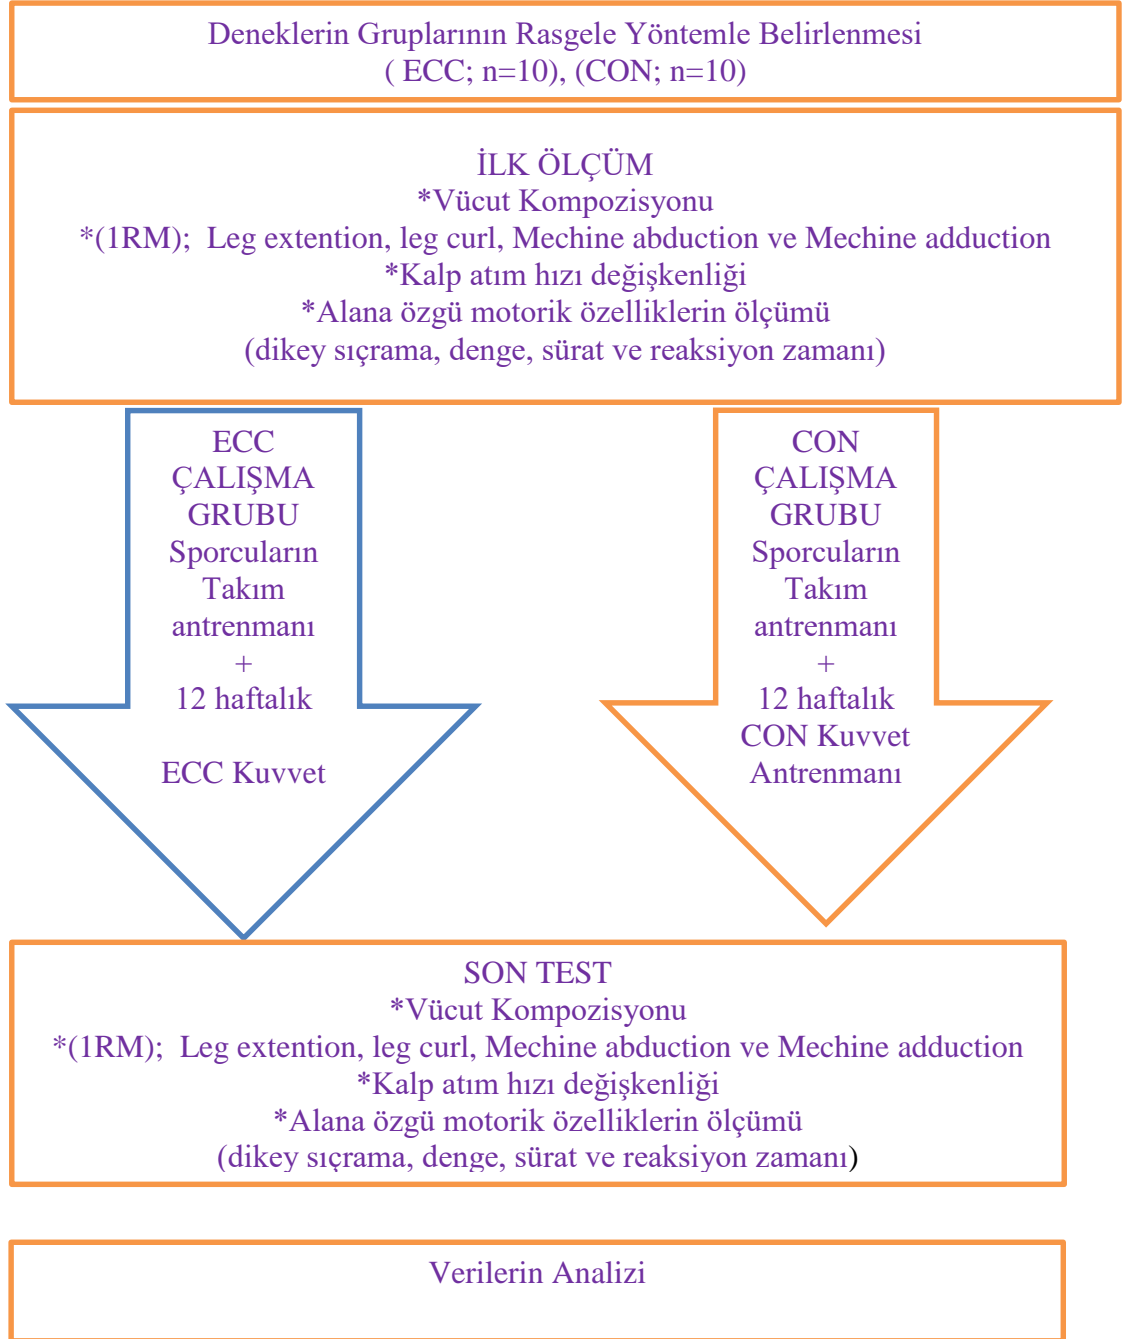 Deneklerin Gruplarının Rasgele Yöntemle Belirlenmesi
( ECC; n=10), (CON; n=10)
İLK ÖLÇÜM
*Vücut Kompozisyonu
*(1RM);  Leg extention, leg curl, Mechine abduction ve Mechine adduction
*Kalp atım hızı değişkenliği
*Alana özgü motorik özelliklerin ölçümü
(dikey sıçrama, denge, sürat ve reaksiyon zamanı)
ECC
ÇALIŞMA
GRUBU
Sporcuların
Takım
antrenmanı
+
12 haftalık
ECC Kuvvet
CON
ÇALIŞMA
GRUBU
Sporcuların
Takım
antrenmanı
+
12 haftalık
CON Kuvvet
Antrenmanı
SON TEST
*Vücut Kompozisyonu
*(1RM);  Leg extention, leg curl, Mechine abduction ve Mechine adduction
*Kalp atım hızı değişkenliği
*Alana özgü motorik özelliklerin ölçümü
(dikey sıçrama, denge, sürat ve reaksiyon zamanı)
Verilerin Analizi